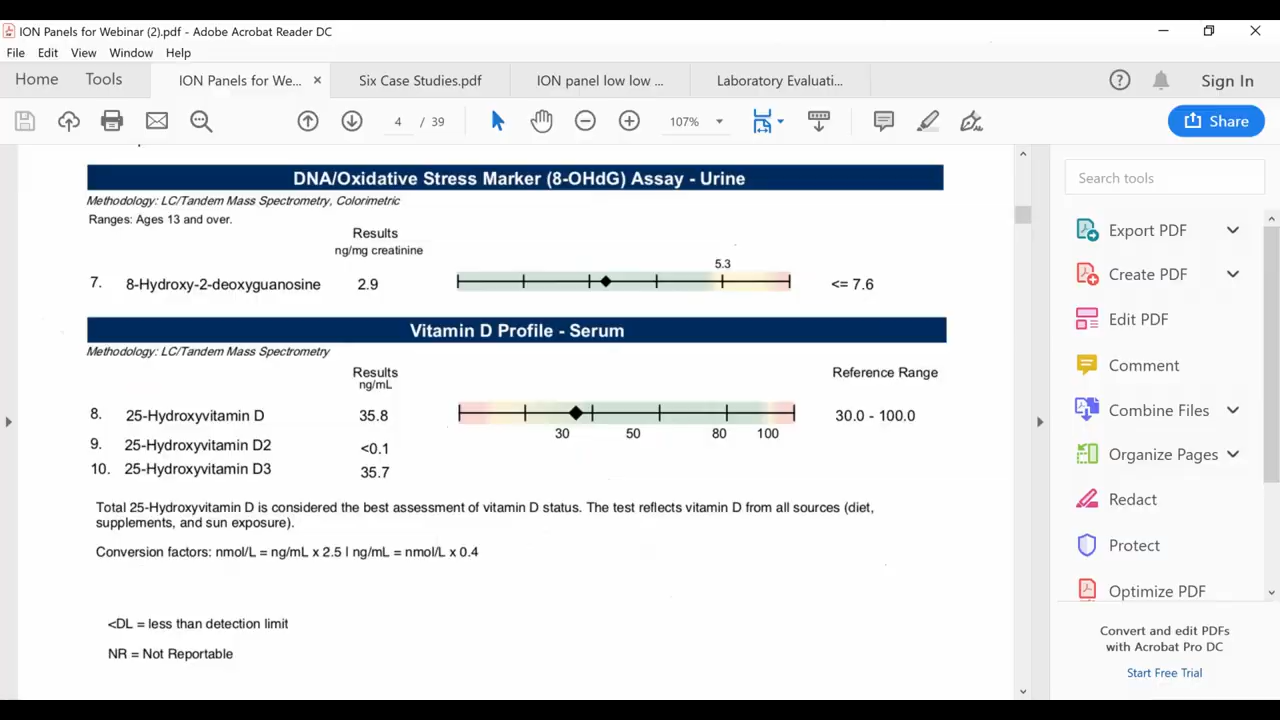 ION Panels for Webinar (2).pdf - Adobe Acrobat Reader DC
File Edit View Window Help
Home Tools ION Panels for We... × Six Case Studies.pdf ION panel low low ... Laboratory Evaluati... Sign In
4 / 39 107% Share
DNA/Oxidative Stress Marker (8-OHdG) Assay - Urine
Methodology: LC/Tandem Mass Spectrometry, Colorimetric
Ranges: Ages 13 and over.
Results
ng/mg creatinine
5.3
7. 8-Hydroxy-2-deoxyguanosine 2.9 <= 7.6
Vitamin D Profile - Serum
Methodology: LC/Tandem Mass Spectrometry
Results Reference Range
ng/mL
8. 25-Hydroxyvitamin D 35.8 30.0 - 100.0
30 50 80 100
9. 25-Hydroxyvitamin D2 <0.1
10. 25-Hydroxyvitamin D3 35.7
Total 25-Hydroxyvitamin D is considered the best assessment of vitamin D status. The test reflects vitamin D from all sources (diet,
supplements, and sun exposure).
Conversion factors: nmol/L = ng/mL x 2.5 | ng/mL = nmol/L x 0.4
<DL = less than detection limit
NR = Not Reportable
Search tools
Export PDF
Create PDF
Edit PDF
Comment
Combine Files
Organize Pages
Redact
Protect
Optimize PDF
Convert and edit PDFs
with Acrobat Pro DC
Start Free Trial